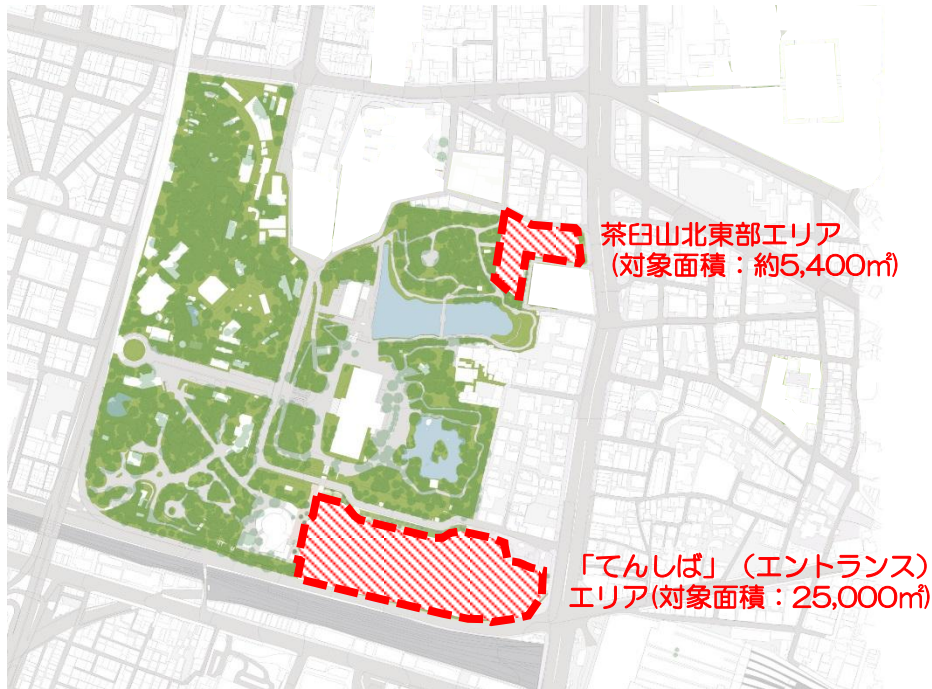 茶臼山北東部エリア
(対象面積：約5,400㎡)
「てんしば」（エントランス）
エリア(対象面積：25,000㎡)